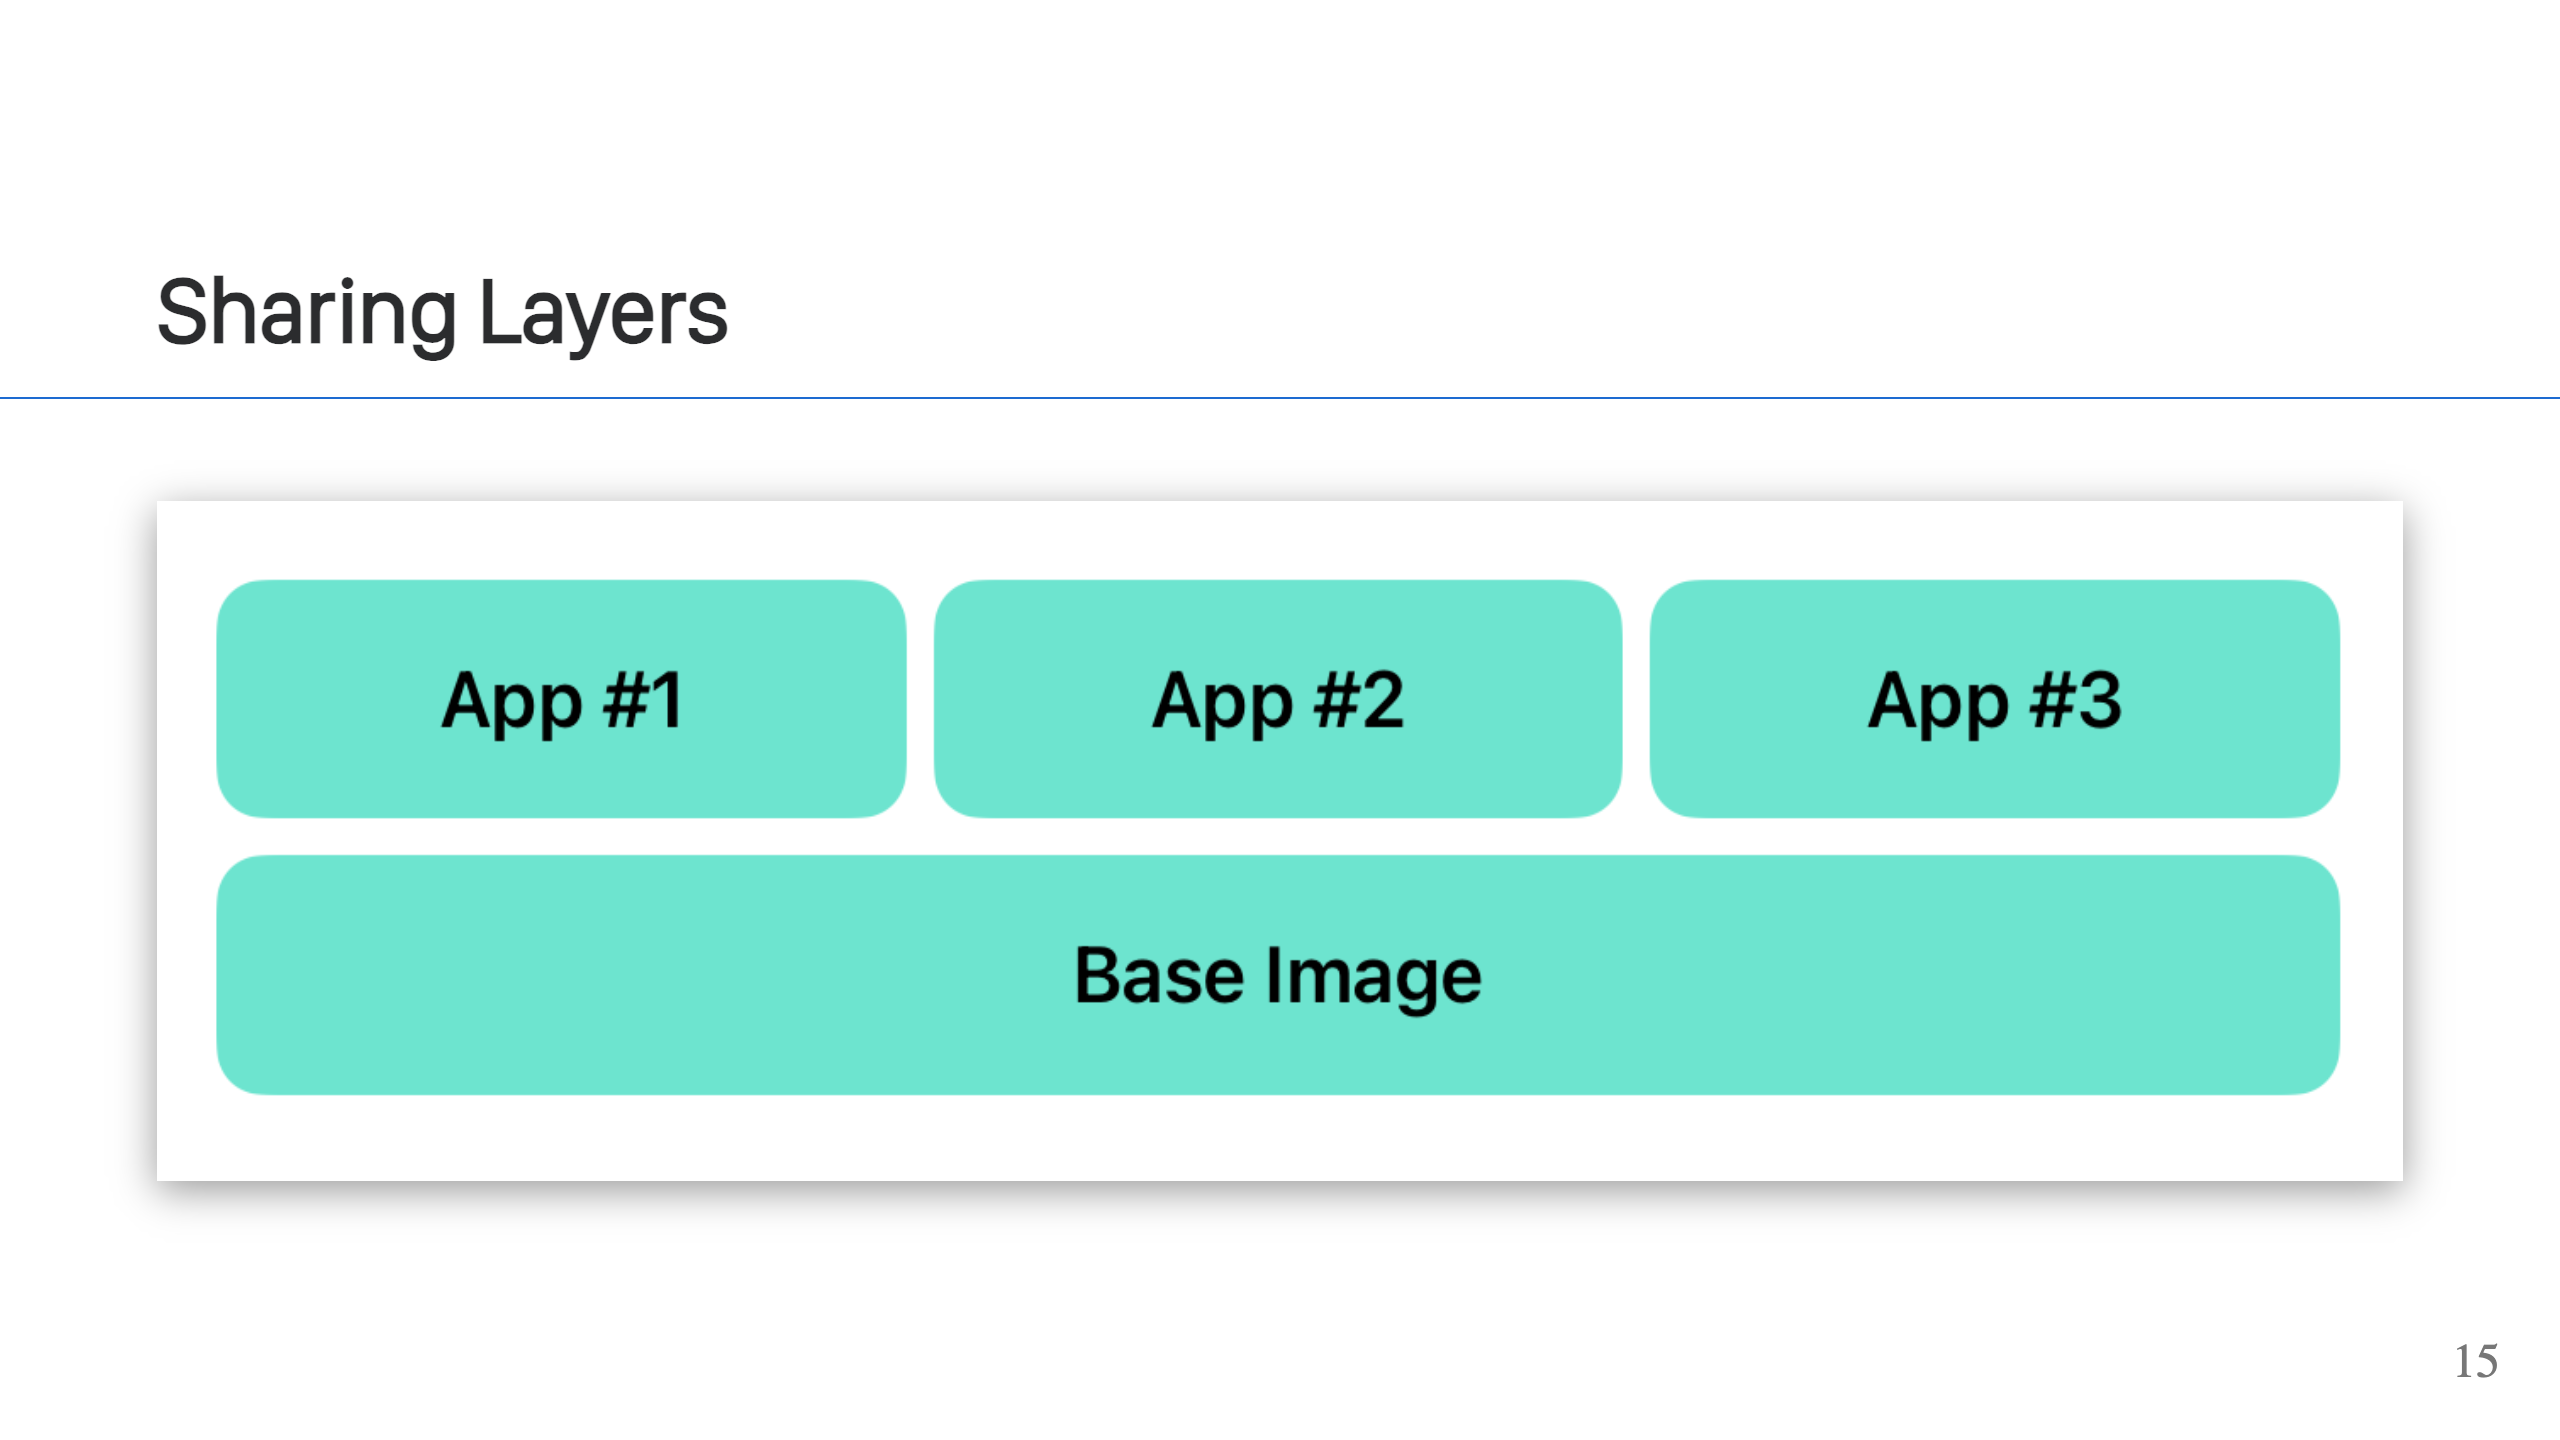 Sharing Layers
App #1
App #2
App #3
Base Image
15